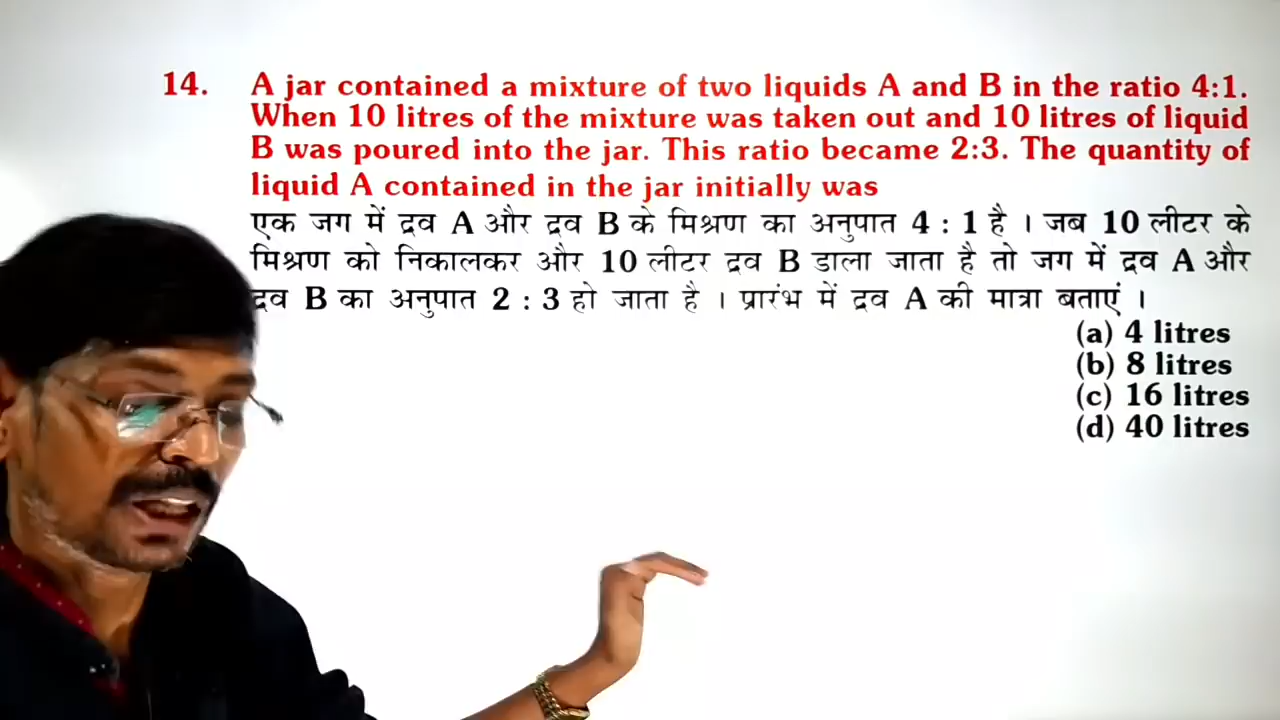 14. A jar contained a mixture of two liquids A and B in the ratio 4:1.
When 10 litres of the mixture was taken out and 10 litres of liquid
B was poured into the jar. This ratio became 2:3. The quantity of
liquid A contained in the jar initially was
एक जग में द्रव A और द्रव B के मिश्रण का अनुपात 4 : 1 है । जब 10 लीटर के
मिश्रण को निकालकर और 10 लीटर द्रव B डाला जाता है तो जग में द्रव A और
द्रव B का अनुपात 2 : 3 हो जाता है । प्रारंभ में द्रव A की मात्रा बताएं ।
(a) 4 litres
(b) 8 litres
(c) 16 litres
(d) 40 litres